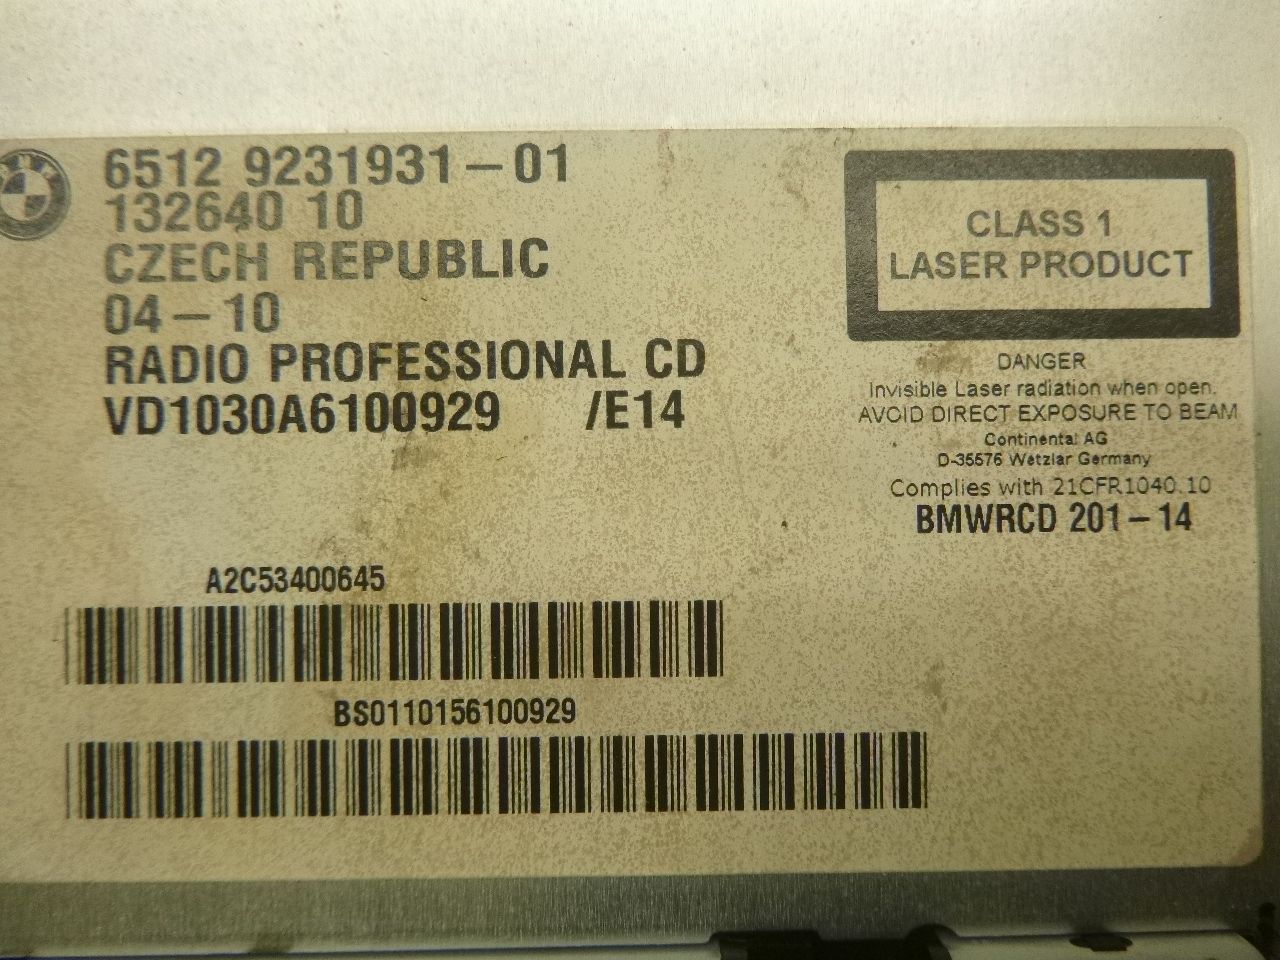 6512 9231931-01
132640 10
CZECH REPUBLIC
04-10
RADIO PROFESSIONAL CD
VD1030A6100929 /E14
CLASS 1
LASER PRODUCT
DANGER
Invisible Laser radiation when open.
AVOID DIRECT EXPOSURE TO BEAM
Continental AG
D-35576 Wetzlar Germany
Complies with 21CFR1040.10
BMWRCD 201-14
A2C53400645
BS0110156100929